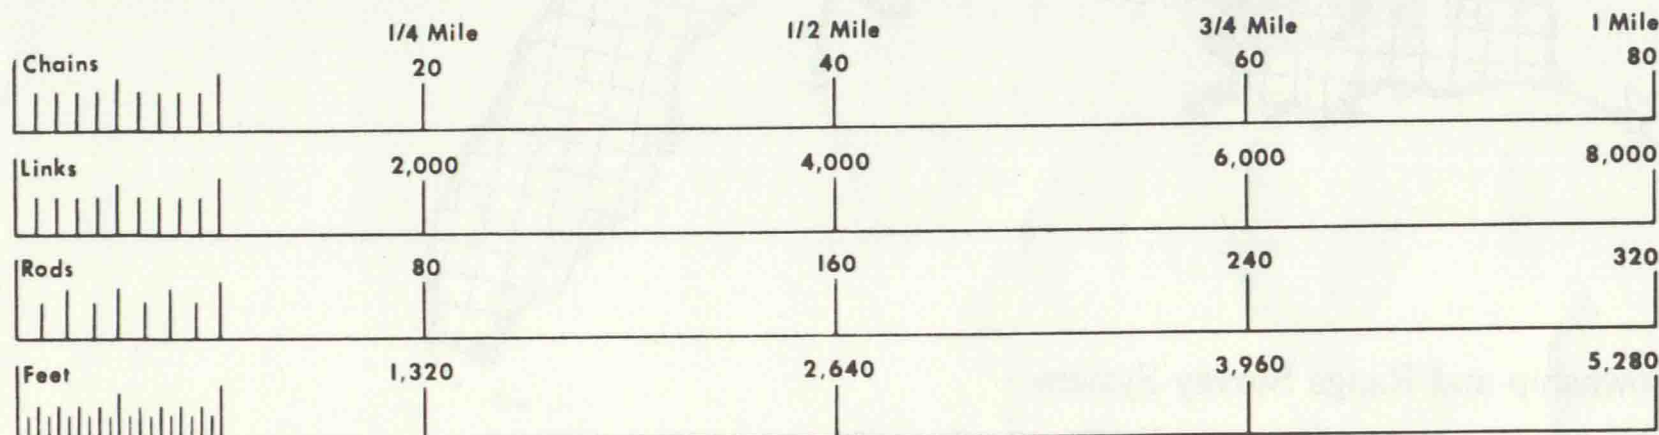 1/4 Mile 1/2 Mile 3/4 Mile 1 Mile
Chains 20 40 60 80
Links 2,000 4,000 6,000 8,000
Rods 80 160 240 320
Feet 1,320 2,640 3,960 5,280